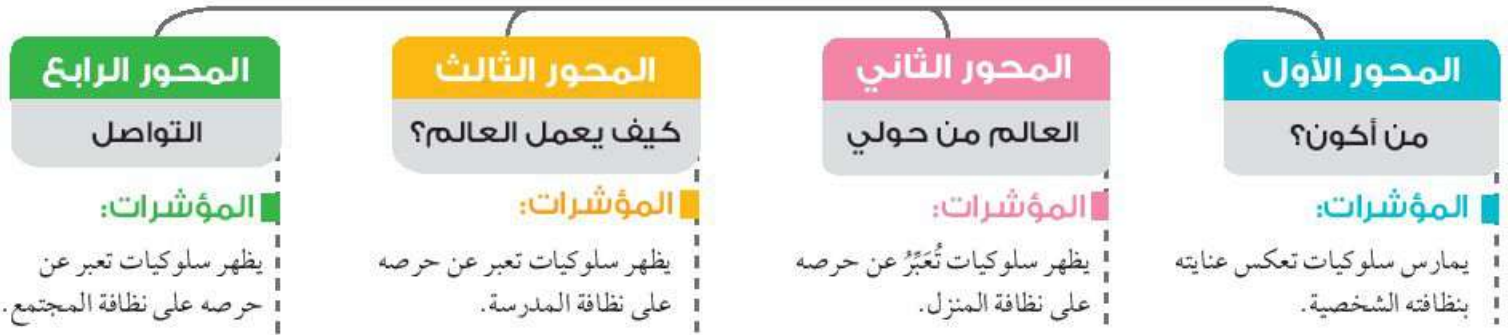 المحور الأول
من أكون؟
المؤشرات:
يمارس سلوكيات تعكس عنايته
بنظافته الشخصية.
المحور الثاني
العالم من حولي
المؤشرات:
يظهر سلوكيات تُعَبِّرُ عن حرصه
على نظافة المنزل.
المحور الثالث
كيف يعمل العالم؟
المؤشرات:
يظهر سلوكيات تعبر عن حرصه
على نظافة المدرسة.
المحور الرابع
التواصل
المؤشرات:
يظهر سلوكيات تعبر عن
حرصه على نظافة المجتمع.